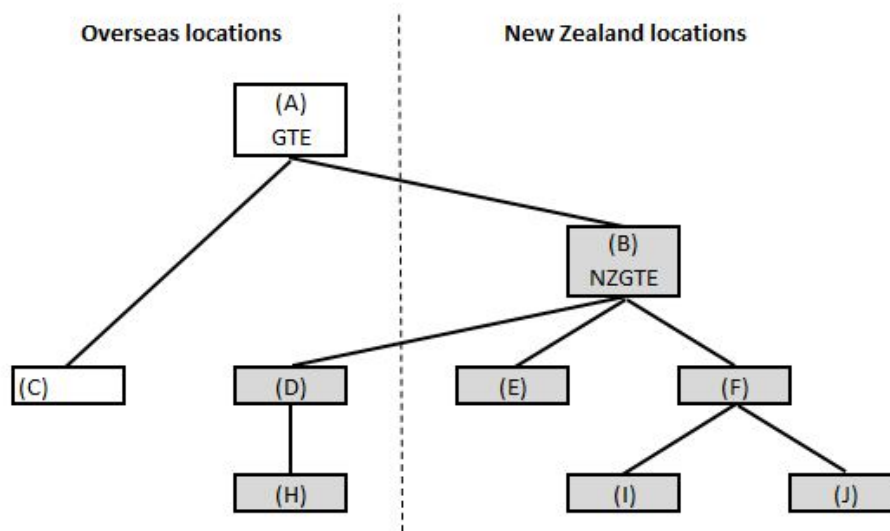 Overseas locations
New Zealand locations
(A)
GTE
(B)
NZGTE
(C)
(D)
(E)
(F)
(H)
(I)
(J)